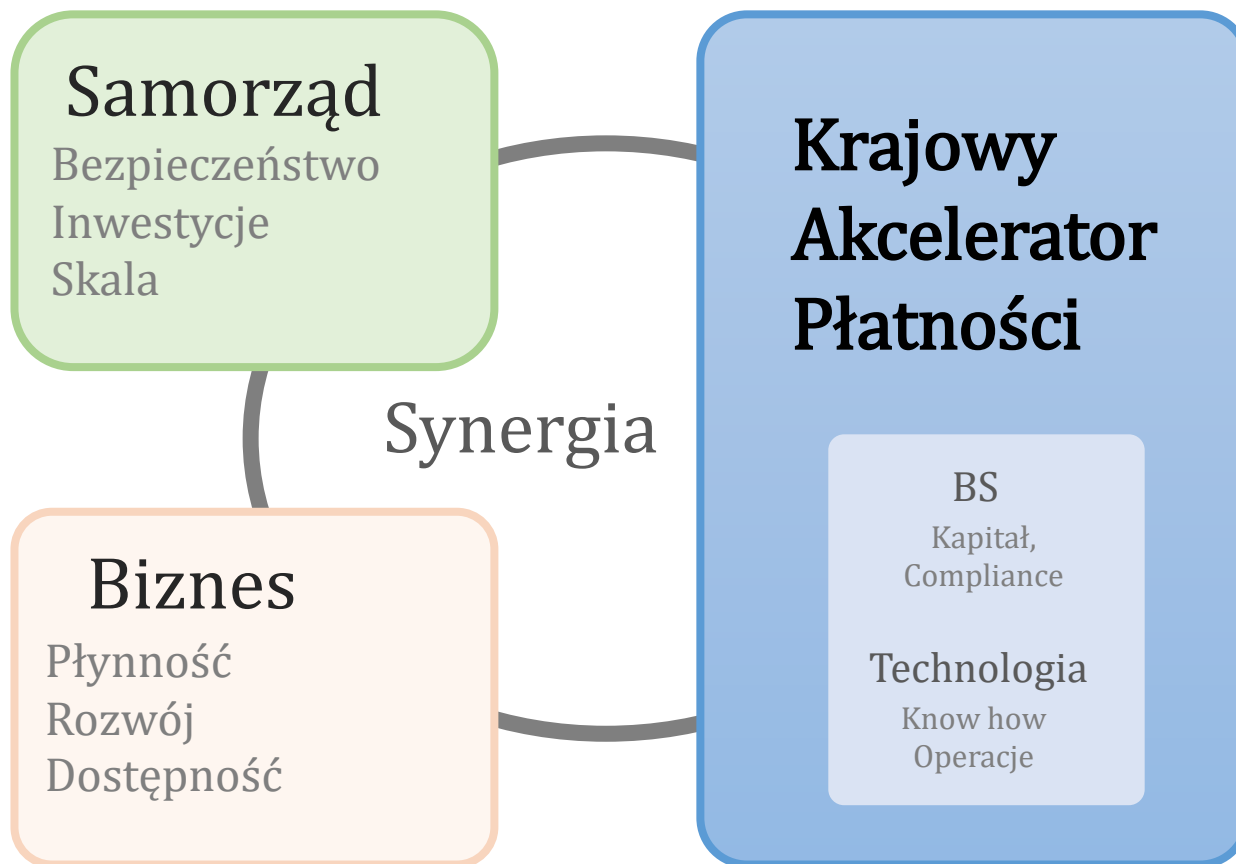 Samorząd
Bezpieczeństwo
Inwestycje
Skala
Krajowy
Akcelerator
Płatności
Synergia
BS
Kapitał,
Compliance
Technologia
Know how
Operacje
Biznes
Płynność
Rozwój
Dostępność